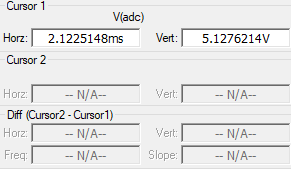 Cursor 1
V(adc)
Horz: 2.1225148ms Vert: 5.1276214V
Cursor 2
Horz: -- N/A-- Vert: -- N/A--
Diff (Cursor2 - Cursor1)
Horz: -- N/A-- Vert: -- N/A--
Freq: -- N/A-- Slope: -- N/A--